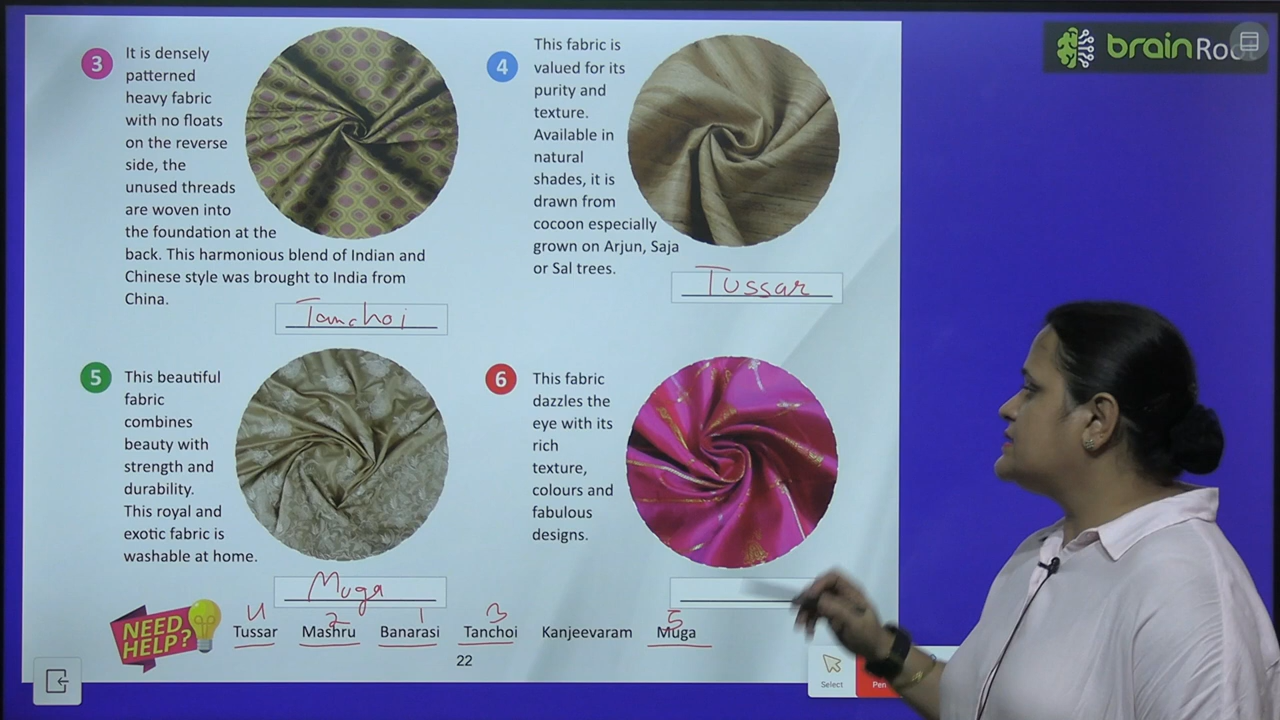 brainRo
3
It is densely
patterned
heavy fabric
with no floats
on the reverse
side, the
unused threads
are woven into
the foundation at the
back. This harmonious blend of Indian and
Chinese style was brought to India from
China.
Tanchoi
4
This fabric is
valued for its
purity and
texture.
Available in
natural
shades, it is
drawn from
cocoon especially
grown on Arjun, Saja
or Sal trees.
Tussar
5
This beautiful
fabric
combines
beauty with
strength and
durability.
This royal and
exotic fabric is
washable at home.
Muga
6
This fabric
dazzles the
eye with its
rich
texture,
colours and
fabulous
designs.
NEED
HELP?
4 2 1 3 5
Tussar Mashru Banarasi Tanchoi Kanjeevaram Muga
22
Select Pen